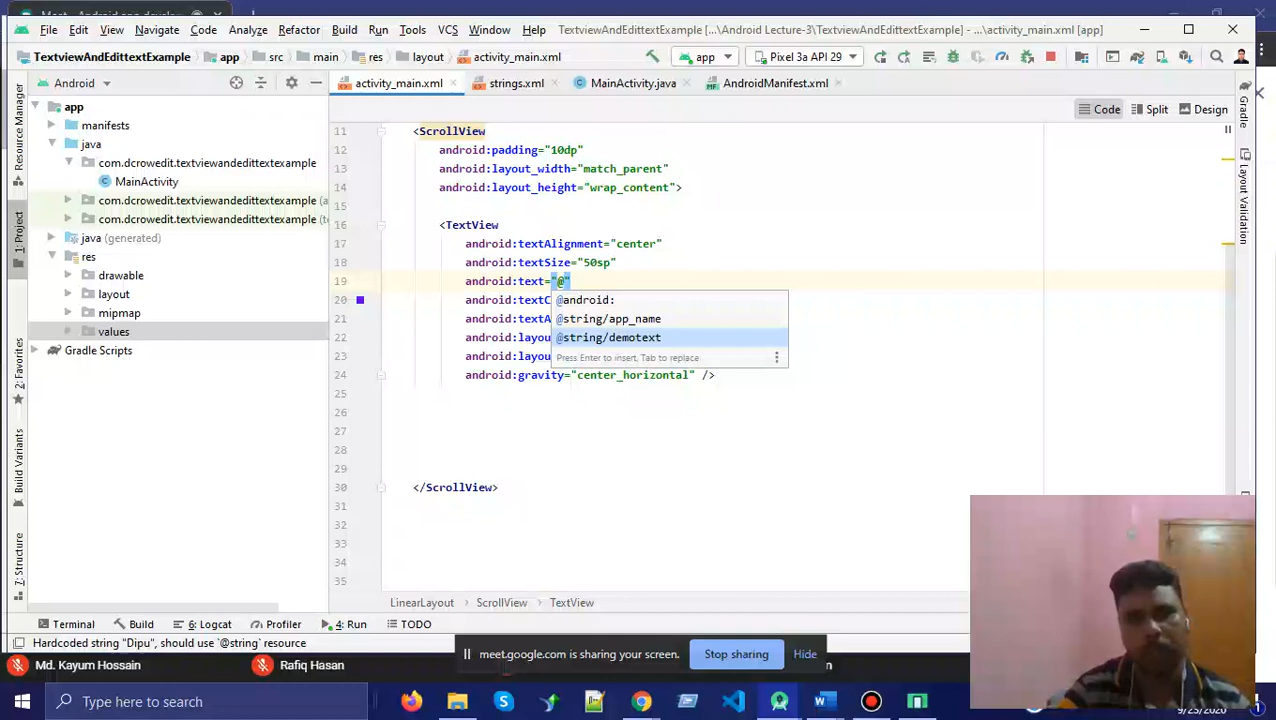 File Edit View Navigate Code Analyze Refactor Build Run Tools VCS Window Help TextviewAndEdittextExample [...\Android Lecture-3\TextviewAndEdittextExample] - ...\activity_main.xml [app]
TextviewAndEdittextExample app src main res layout activity_main.xml app Pixel 3a API 29
Android
activity_main.xml strings.xml MainActivity.java AndroidManifest.xml
Code Split Design
app
manifests
java
com.dcrowedit.textviewandedittextexample
MainActivity
com.dcrowedit.textviewandedittextexample
com.dcrowedit.textviewandedittextexample
java (generated)
res
drawable
layout
mipmap
values
Gradle Scripts
Resource Manager
1: Project
2: Favorites
Build Variants
7: Structure
Gradle
Layout Validation
11 <ScrollView
12 android:padding="10dp"
13 android:layout_width="match_parent"
14 android:layout_height="wrap_content">
15
16 <TextView
17 android:textAlignment="center"
18 android:textSize="50sp"
19 android:text="@"
20 android:textC
21 android:textA
22 android:layou
23 android:layou
24 android:gravity="center_horizontal" />
25
26
27
28
29
30 </ScrollView>
31
32
33
34
35
@android:
@string/app_name
@string/demotext
Press Enter to insert, Tab to replace
LinearLayout ScrollView TextView
Terminal Build 6: Logcat Profiler 4: Run TODO
Hardcoded string "Dipu", should use `@string` resource
meet.google.com is sharing your screen. Stop sharing Hide
Md. Kayum Hossain Rafiq Hasan
Type here to search